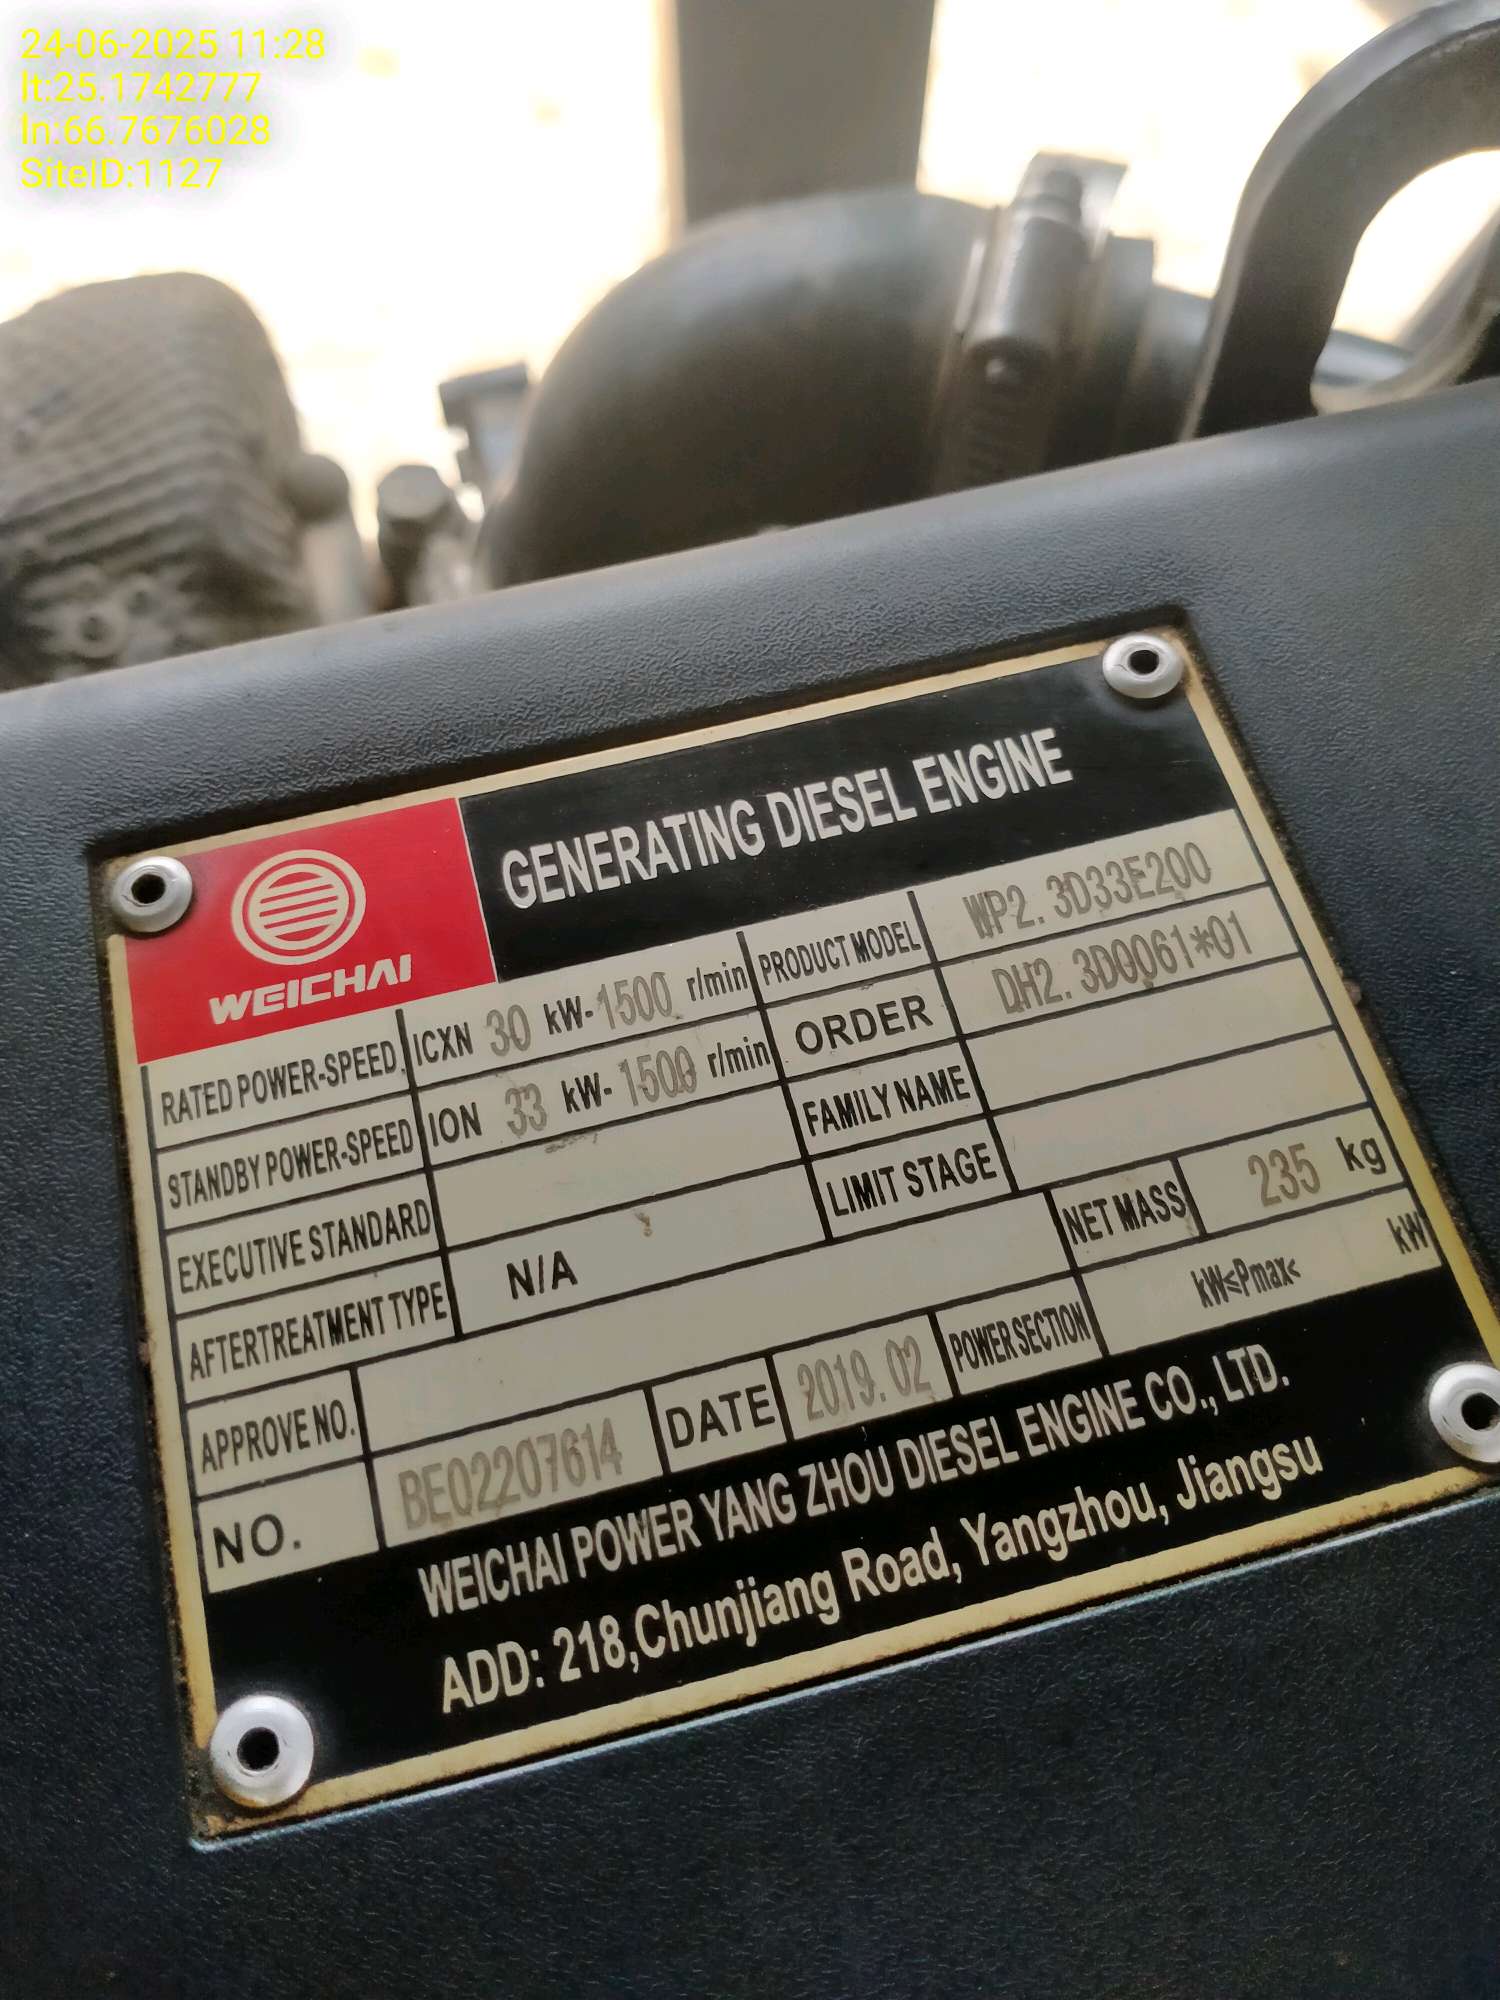 24-06-2025 11:28
lt:25.1742777
ln:66.7676028
SiteID:1127
WEICHAI
GENERATING DIESEL ENGINE
RATED POWER-SPEED ICXN 30 kW-1500 r/min PRODUCT MODEL WP2.3D33E200
STANDBY POWER-SPEED ION 33 kW-1500 r/min ORDER DH2.3D0061*01
EXECUTIVE STANDARD FAMILY NAME
AFTERTREATMENT TYPE N/A LIMIT STAGE
APPROVE NO. NET MASS 235 kg
NO. BE02207614 DATE 2019.02 POWER SECTION kW≤Pmax< kW
WEICHAI POWER YANG ZHOU DIESEL ENGINE CO., LTD.
ADD: 218,Chunjiang Road, Yangzhou, Jiangsu